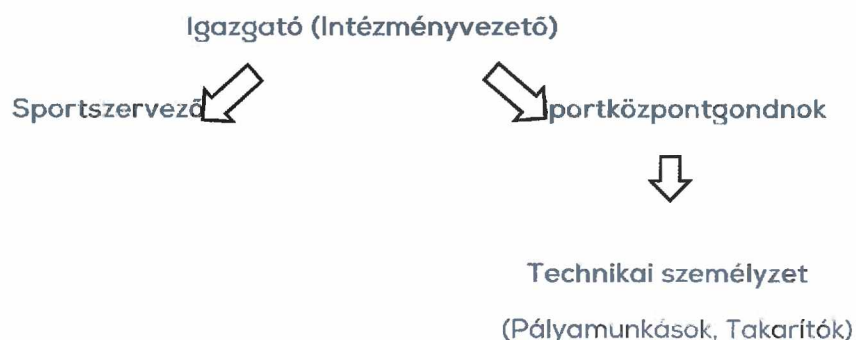 Igazgató (Intézményvezető)
Sportszervező
portközpontgondnok
Technikai személyzet
(Pályamunkások, Takarítók)